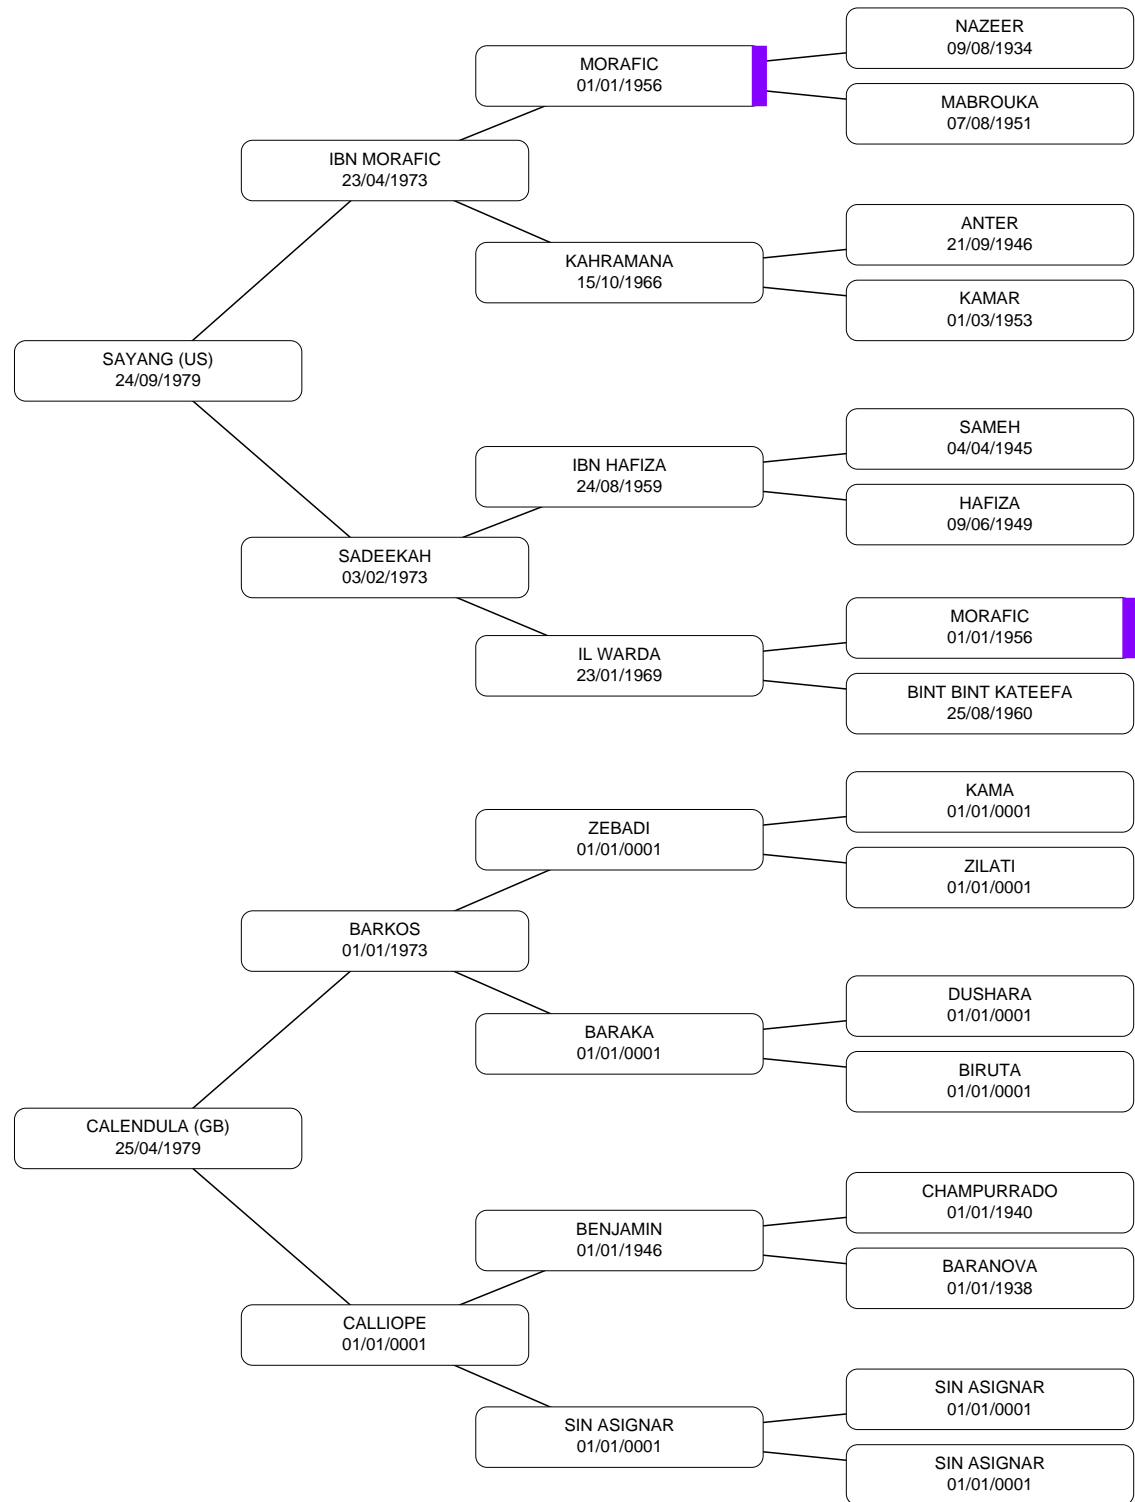 NAZEER
09/08/1934
MORAFIC
01/01/1956
MABROUKA
07/08/1951
IBN MORAFIC
23/04/1973
ANTER
21/09/1946
KAHRAMANA
15/10/1966
KAMAR
01/03/1953
SAYANG (US)
24/09/1979
SAMEH
04/04/1945
IBN HAFIZA
24/08/1959
HAFIZA
09/06/1949
SADEEKAH
03/02/1973
MORAFIC
01/01/1956
IL WARDA
23/01/1969
BINT BINT KATEEFA
25/08/1960
KAMA
01/01/0001
ZEBADI
01/01/0001
ZILATI
01/01/0001
BARKOS
01/01/1973
DUSHARA
01/01/0001
BARAKA
01/01/0001
BIRUTA
01/01/0001
CALENDULA (GB)
25/04/1979
CHAMPURRADO
01/01/1940
BENJAMIN
01/01/1946
BARANOVA
01/01/1938
CALLIOPE
01/01/0001
SIN ASIGNAR
01/01/0001
SIN ASIGNAR
01/01/0001
SIN ASIGNAR
01/01/0001